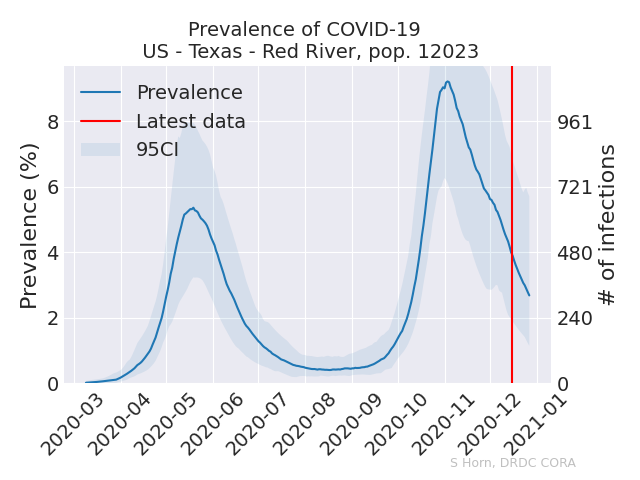 Prevalence of COVID-19
US - Texas - Red River, pop. 12023
Prevalence
Latest data
95CI
Prevalence (%)
8
6
4
2
0
961
721
480
240
0
# of infections
2020-03
2020-04
2020-05
2020-06
2020-07
2020-08
2020-09
2020-10
2020-11
2020-12
2021-01
S Horn, DRDC CORA